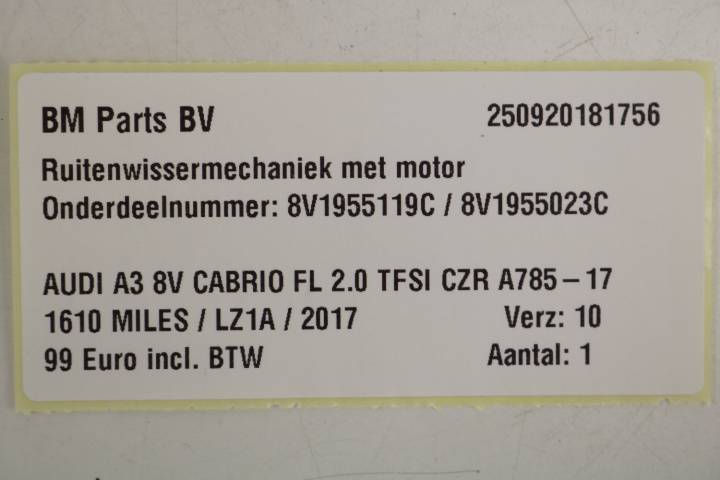 BM Parts BV 250920181756
Ruitenwissermechaniek met motor
Onderdeelnummer: 8V1955119C / 8V1955023C
AUDI A3 8V CABRIO FL 2.0 TFSI CZR A785-17
1610 MILES / LZ1A / 2017 Verz: 10
99 Euro incl. BTW Aantal: 1